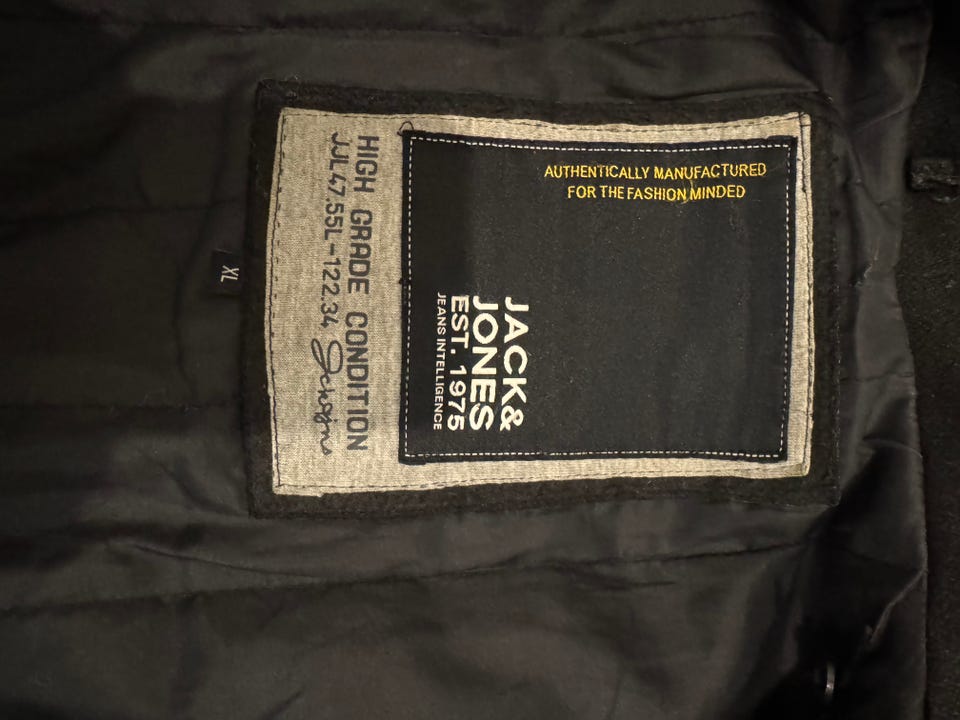 AUTHENTICALLY MANUFACTURED
FOR THE FASHION MINDED
JACK&
JONES
EST. 1975
JEANS INTELLIGENCE
HIGH GRADE CONDITION
JJL47.55L-122.34
XL